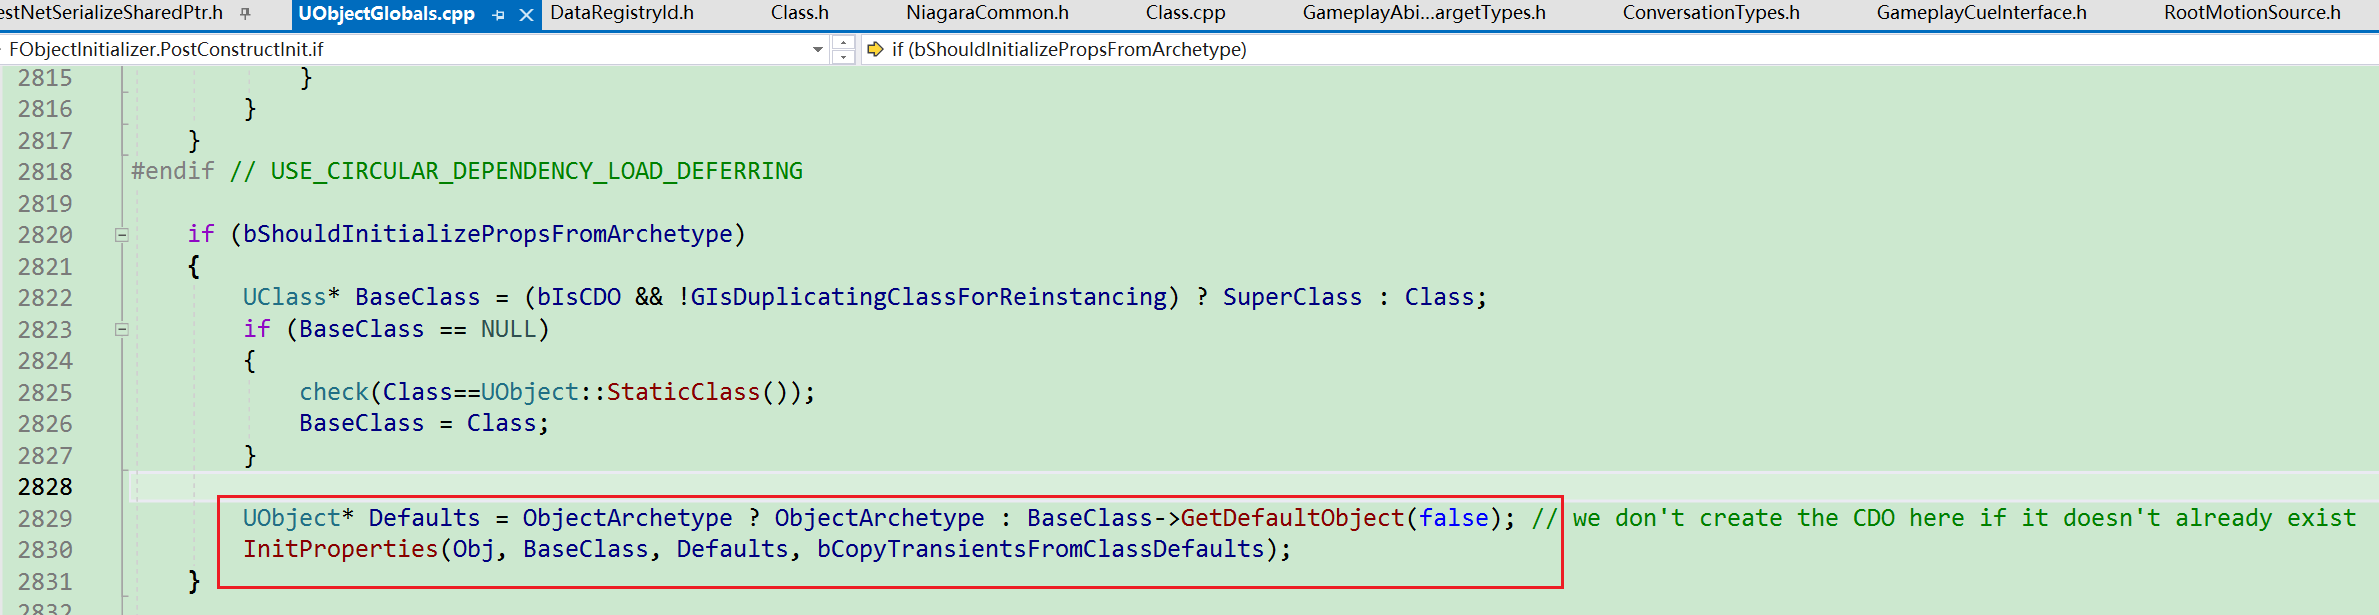 estNetSerializeSharedPtr.h UObjectGlobals.cpp DataRegistryId.h Class.h NiagaraCommon.h Class.cpp GameplayAbi...argetTypes.h ConversationTypes.h GameplayCueInterface.h RootMotionSource.h
FObjectInitializer.PostConstructInit.if if (bShouldInitializePropsFromArchetype)
2815 }
2816 }
2817 }
2818 #endif // USE_CIRCULAR_DEPENDENCY_LOAD_DEFERRING
2819
2820 if (bShouldInitializePropsFromArchetype)
2821 {
2822 UClass* BaseClass = (bIsCDO && !GIsDuplicatingClassForReinstancing) ? SuperClass : Class;
2823 if (BaseClass == NULL)
2824 {
2825 check(Class==UObject::StaticClass());
2826 BaseClass = Class;
2827 }
2828
2829 UObject* Defaults = ObjectArchetype ? ObjectArchetype : BaseClass->GetDefaultObject(false); // we don't create the CDO here if it doesn't already exist
2830 InitProperties(Obj, BaseClass, Defaults, bCopyTransientsFromClassDefaults);
2831 }
2832